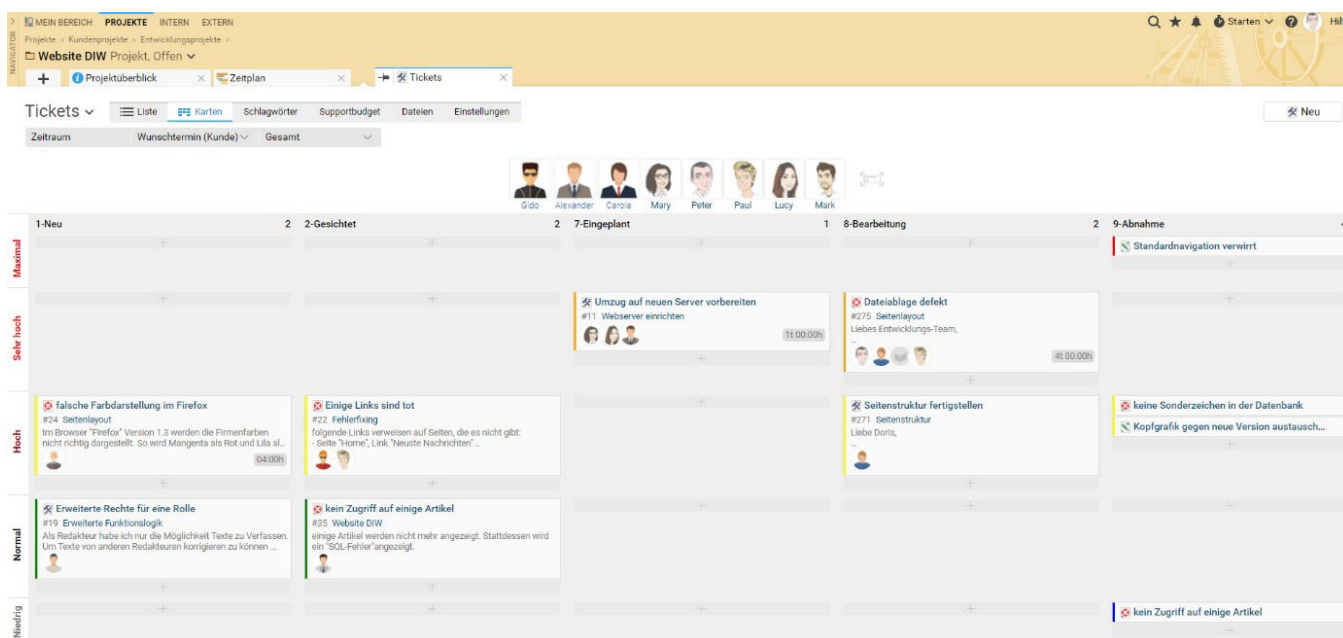 NAVIGATOR
MEIN BEREICH PROJEKTE INTERN EXTERN
Starten
Hil
Projekte › Kundenprojekte › Entwicklungsprojekte ›
Website DIW Projekt, Offen
+ Projektüberblick × Zeitplan × Tickets ×
Tickets Liste Karten Schlagwörter Supportbudget Dateien Einstellungen
Neu
Zeitraum Wunschtermin (Kunde) Gesamt
Gido Alexander Carola Mary Peter Paul Lucy Mark
1-Neu 2 2-Gesichtet 2 7-Eingeplant 1 8-Bearbeitung 2 9-Abnahme
Maximal
Standardnavigation verwirrt
Sehr hoch
Umzug auf neuen Server vorbereiten
#11 Webserver einrichten
1t 00:00h
Dateiablage defekt
#275 Seitenlayout
Liebes Entwicklungs-Team,
...
4t 00:00h
Hoch
falsche Farbdarstellung im Firefox
#24 Seitenlayout
Im Browser "Firefox" Version 1.3 werden die Firmenfarben
nicht richtig dargestellt. So wird Mangenta als Rot und Lila al...
04:00h
Einige Links sind tot
#22 Fehlerfixing
folgende Links verweisen auf Seiten, die es nicht gibt:
- Seite "Home", Link "Neuste Nachrichten"...
Seitenstruktur fertigstellen
#271 Seitenstruktur
Liebe Doris,
...
keine Sonderzeichen in der Datenbank
Kopfgrafik gegen neue Version austausch...
Normal
Erweiterte Rechte für eine Rolle
#19 Erweiterte Funktionslogik
Als Redakteur habe ich nur die Möglichkeit Texte zu Verfassen.
Um Texte von anderen Redakteuren korrigieren zu können ...
kein Zugriff auf einige Artikel
#35 Website DIW
einige Artikel werden nicht mehr angezeigt. Stattdessen wird
ein "SQL-Fehler"angezeigt.
Niedrig
kein Zugriff auf einige Artikel